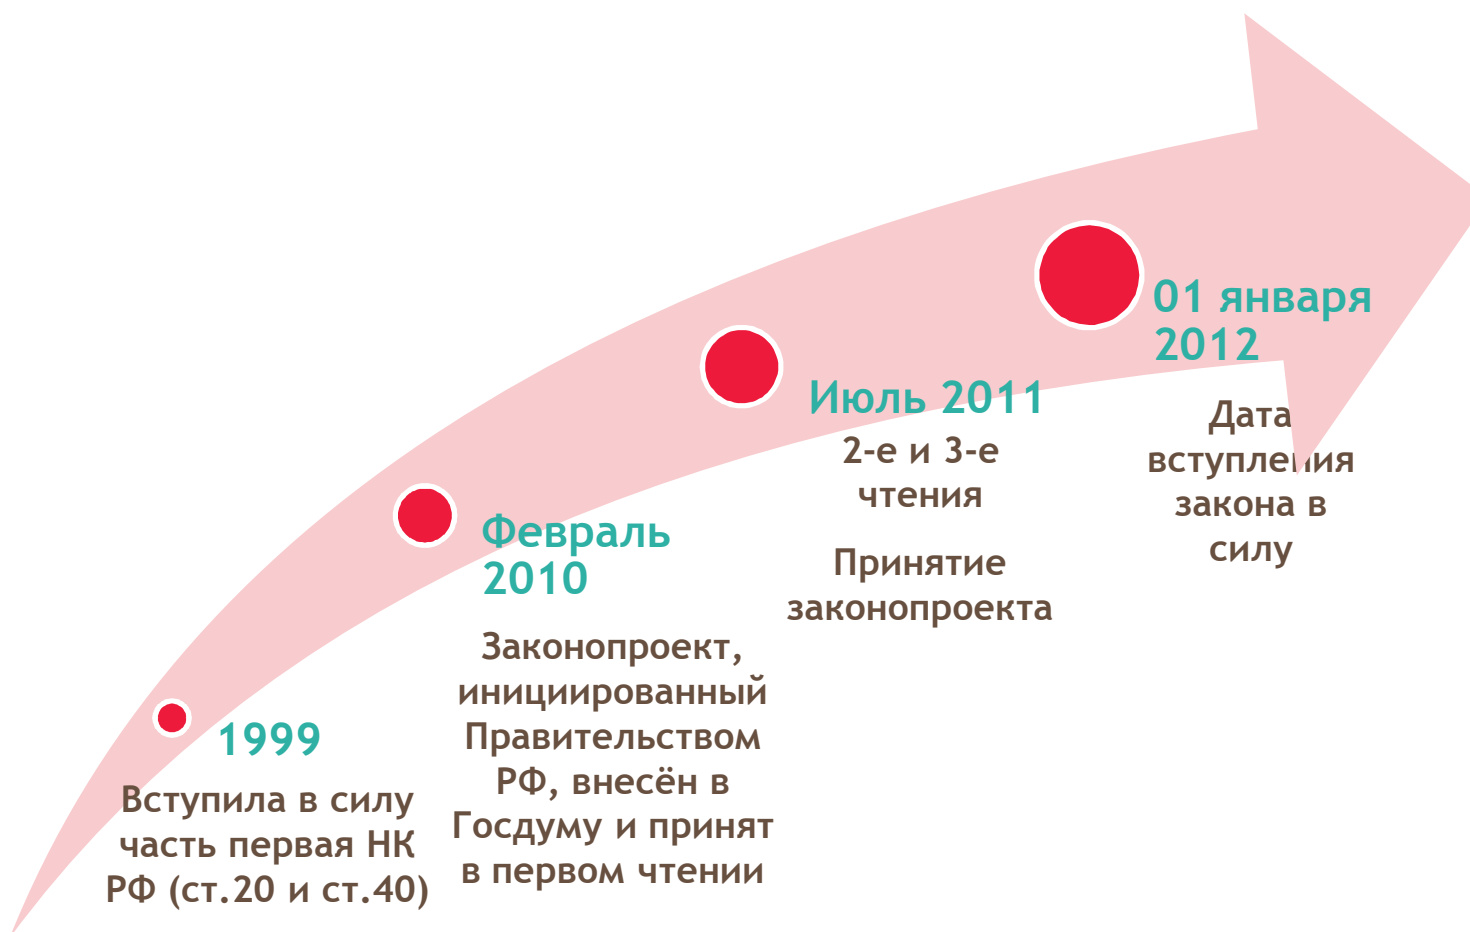 1999
Вступила в силу
часть первая НК
РФ (ст.20 и ст.40)
Февраль
2010
Законопроект,
инициированный
Правительством
РФ, внесён в
Госдуму и принят
в первом чтении
Июль 2011
2-е и 3-е
чтения
Принятие
законопроекта
01 января
2012
Дата
вступления
закона в
силу